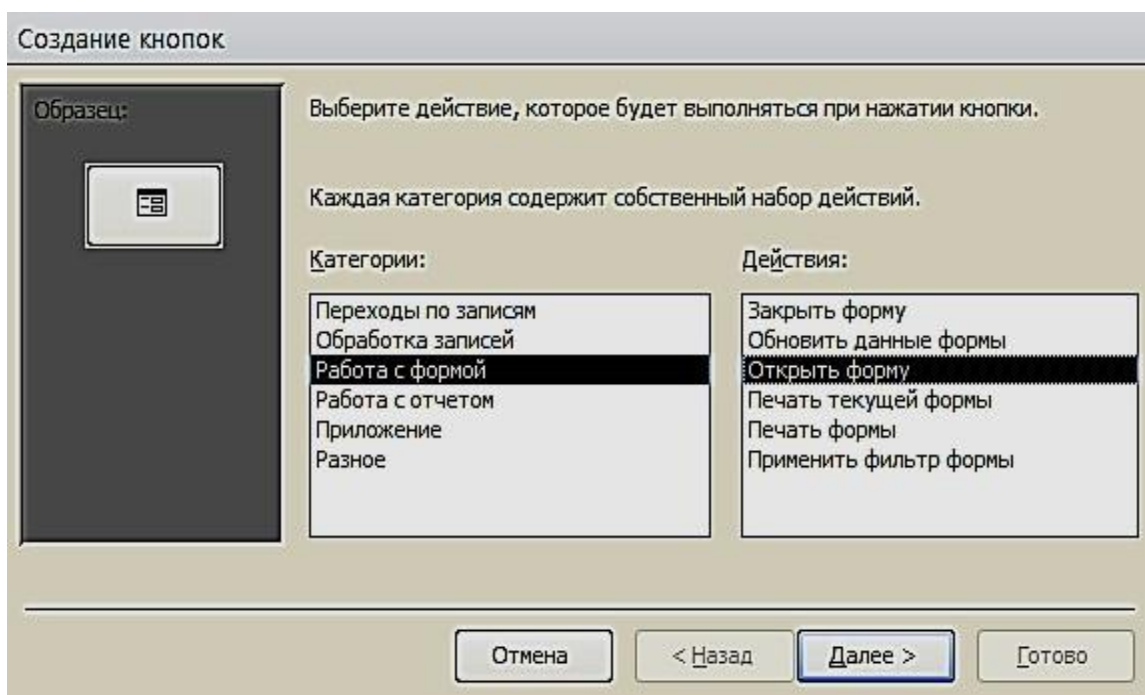 Создание кнопок
Образец:
Выберите действие, которое будет выполняться при нажатии кнопки.
Каждая категория содержит собственный набор действий.
Категории:
Переходы по записям
Обработка записей
Работа с формой
Работа с отчетом
Приложение
Разное
Действия:
Закрыть форму
Обновить данные формы
Открыть форму
Печать текущей формы
Печать формы
Применить фильтр формы
Отмена
< Назад
Далее >
Готово